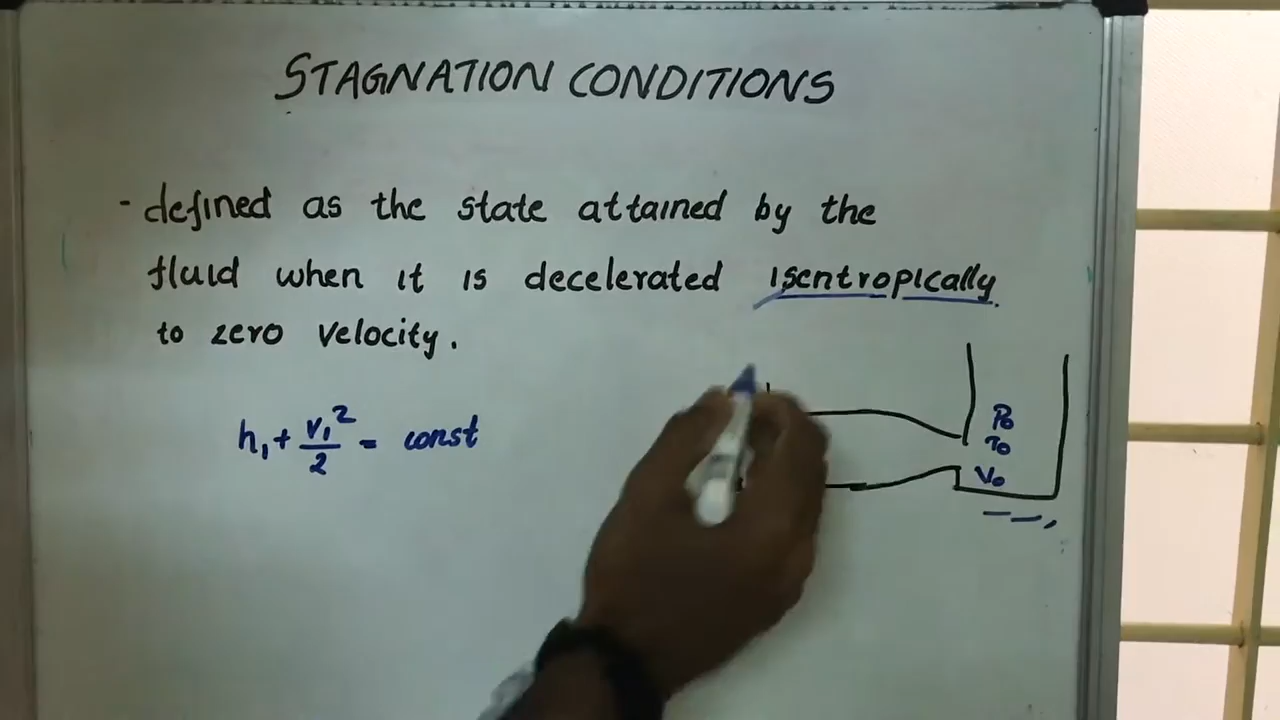 STAGNATION CONDITIONS
- defined as the state attained by the
fluid when it is decelerated isentropically
to zero velocity.
h₁ + V₁²/2 = const
P₀
T₀
V₀